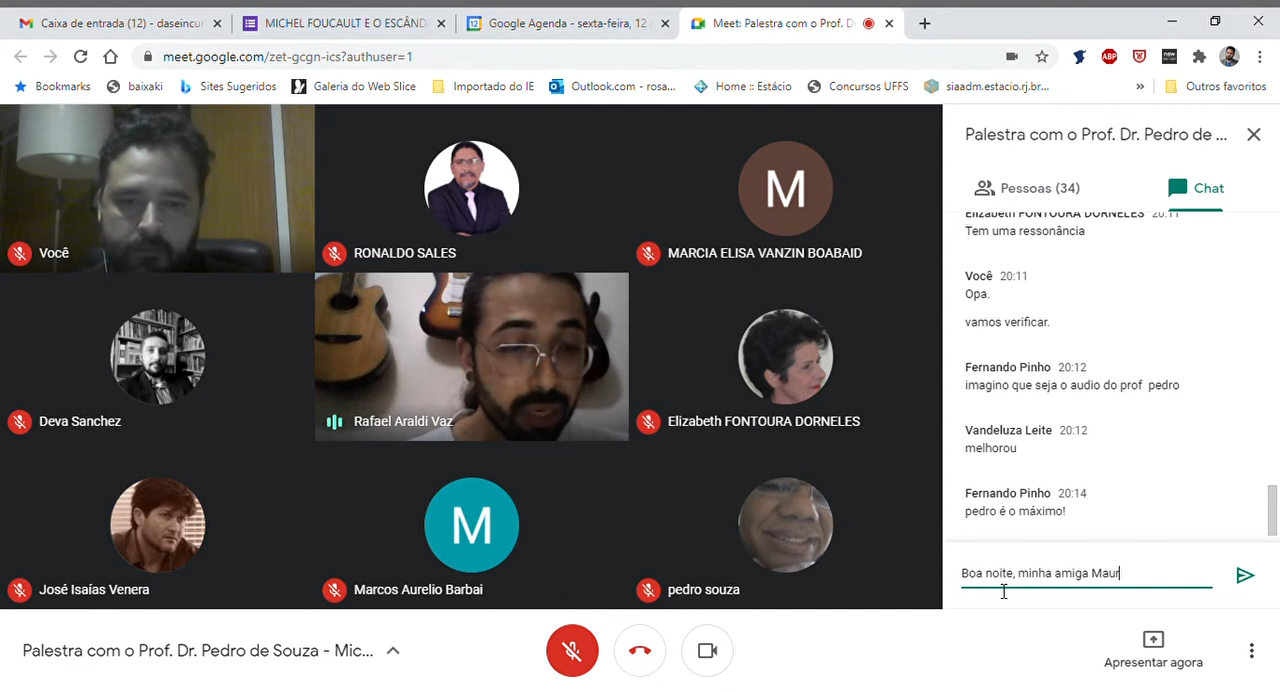 Caixa de entrada (12) - daseincur
MICHEL FOUCAULT E O ESCÂND
Google Agenda - sexta-feira, 12 d
Meet: Palestra com o Prof. D
meet.google.com/zet-gcgn-ics?authuser=1
ABP
Bookmarks
baixaki
Sites Sugeridos
Galeria do Web Slice
Importado do IE
Outlook.com - rosa...
Home :: Estácio
Concursos UFFS
siaadm.estacio.rj.br...
»
Outros favoritos
Você
RONALDO SALES
M
MARCIA ELISA VANZIN BOABAID
Deva Sanchez
Rafael Araldi Vaz
Elizabeth FONTOURA DORNELES
José Isaías Venera
M
Marcos Aurelio Barbai
pedro souza
Palestra com o Prof. Dr. Pedro de ...
Pessoas (34)
Chat
Elizabeth FONTOURA DORNELES 20:11
Tem uma ressonância
Você 20:11
Opa.
vamos verificar.
Fernando Pinho 20:12
imagino que seja o audio do prof pedro
Vandeluza Leite 20:12
melhorou
Fernando Pinho 20:14
pedro é o máximo!
Boa noite, minha amiga Maur
Palestra com o Prof. Dr. Pedro de Souza - Mic...
Apresentar agora